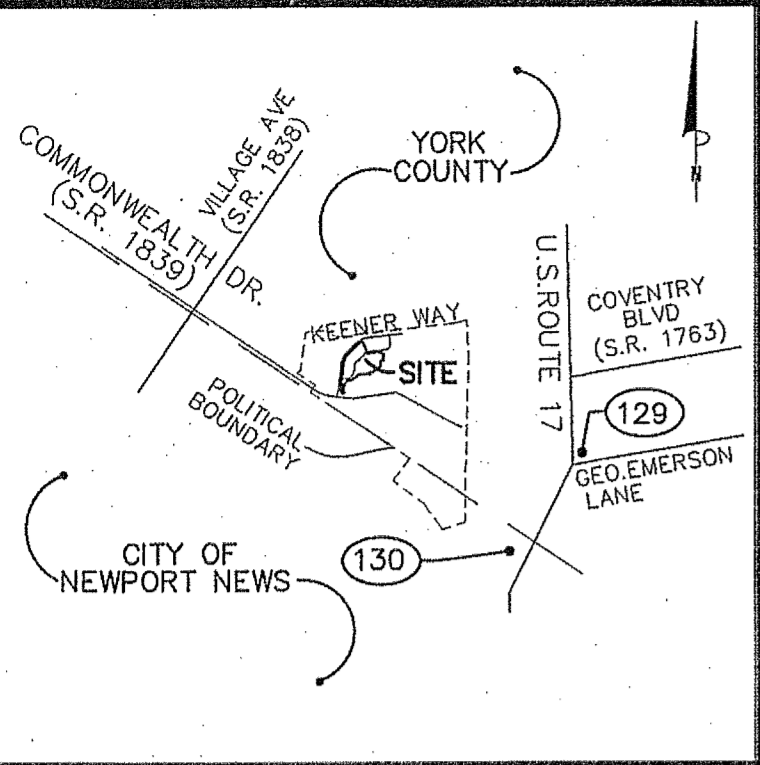 COMMONWEALTH DR.
(S.R. 1839)
VILLAGE AVE
(S.R. 1838)
YORK
COUNTY
N
U.S.ROUTE 17
COVENTRY
BLVD
(S.R. 1763)
KEENER WAY
SITE
POLITICAL
BOUNDARY
129
GEO.EMERSON
LANE
CITY OF
NEWPORT NEWS
130